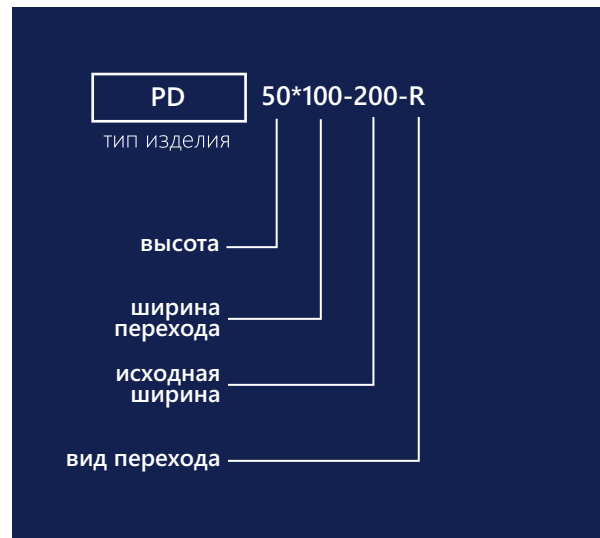 PD 50*100-200-R
тип изделия
высота
ширина
перехода
исходная
ширина
вид перехода